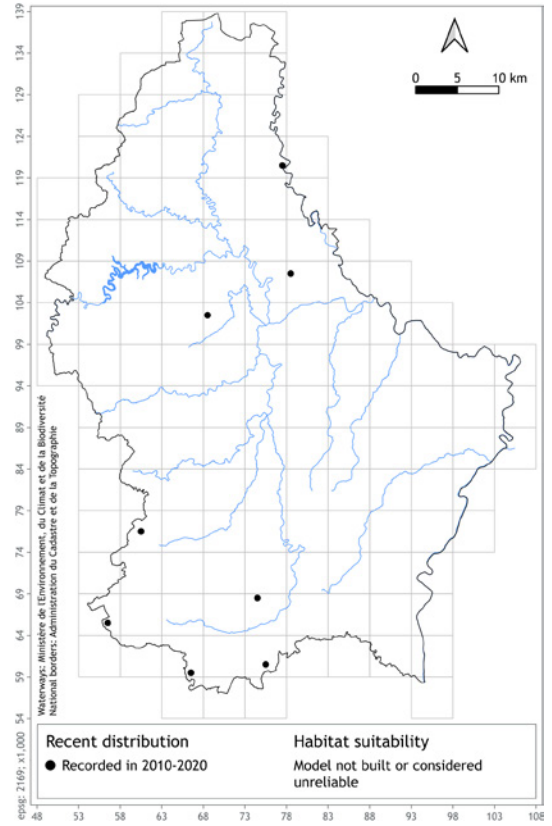 139
134
129
124
119
114
109
104
99
94
89
84
79
74
69
64
59
54
0 5 10 km
Waterways: Ministère de l'Environnement, du Climat et de la Biodiversité
National borders: Administration du Cadastre et de la Topographie
Recent distribution
Recorded in 2010-2020
Habitat suitability
Model not built or considered
unreliable
epsg: 2169; x1,000
48 53 58 63 68 73 78 83 88 93 98 103 108